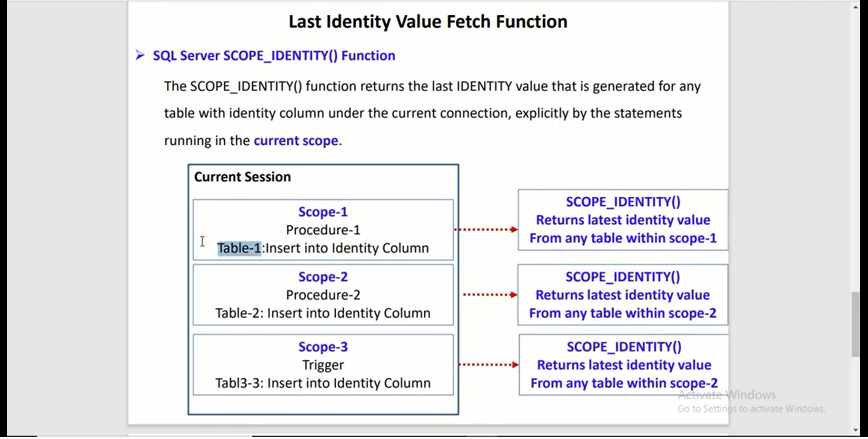 Last Identity Value Fetch Function
➢ SQL Server SCOPE_IDENTITY() Function
The SCOPE_IDENTITY() function returns the last IDENTITY value that is generated for any
table with identity column under the current connection, explicitly by the statements
running in the current scope.
Current Session
Scope-1
Procedure-1
Table-1:Insert into Identity Column
SCOPE_IDENTITY()
Returns latest identity value
From any table within scope-1
Scope-2
Procedure-2
Table-2: Insert into Identity Column
SCOPE_IDENTITY()
Returns latest identity value
From any table within scope-2
Scope-3
Trigger
Tabl3-3: Insert into Identity Column
SCOPE_IDENTITY()
Returns latest identity value
From any table within scope-2
Activate Windows
Go to Settings to activate Windows.